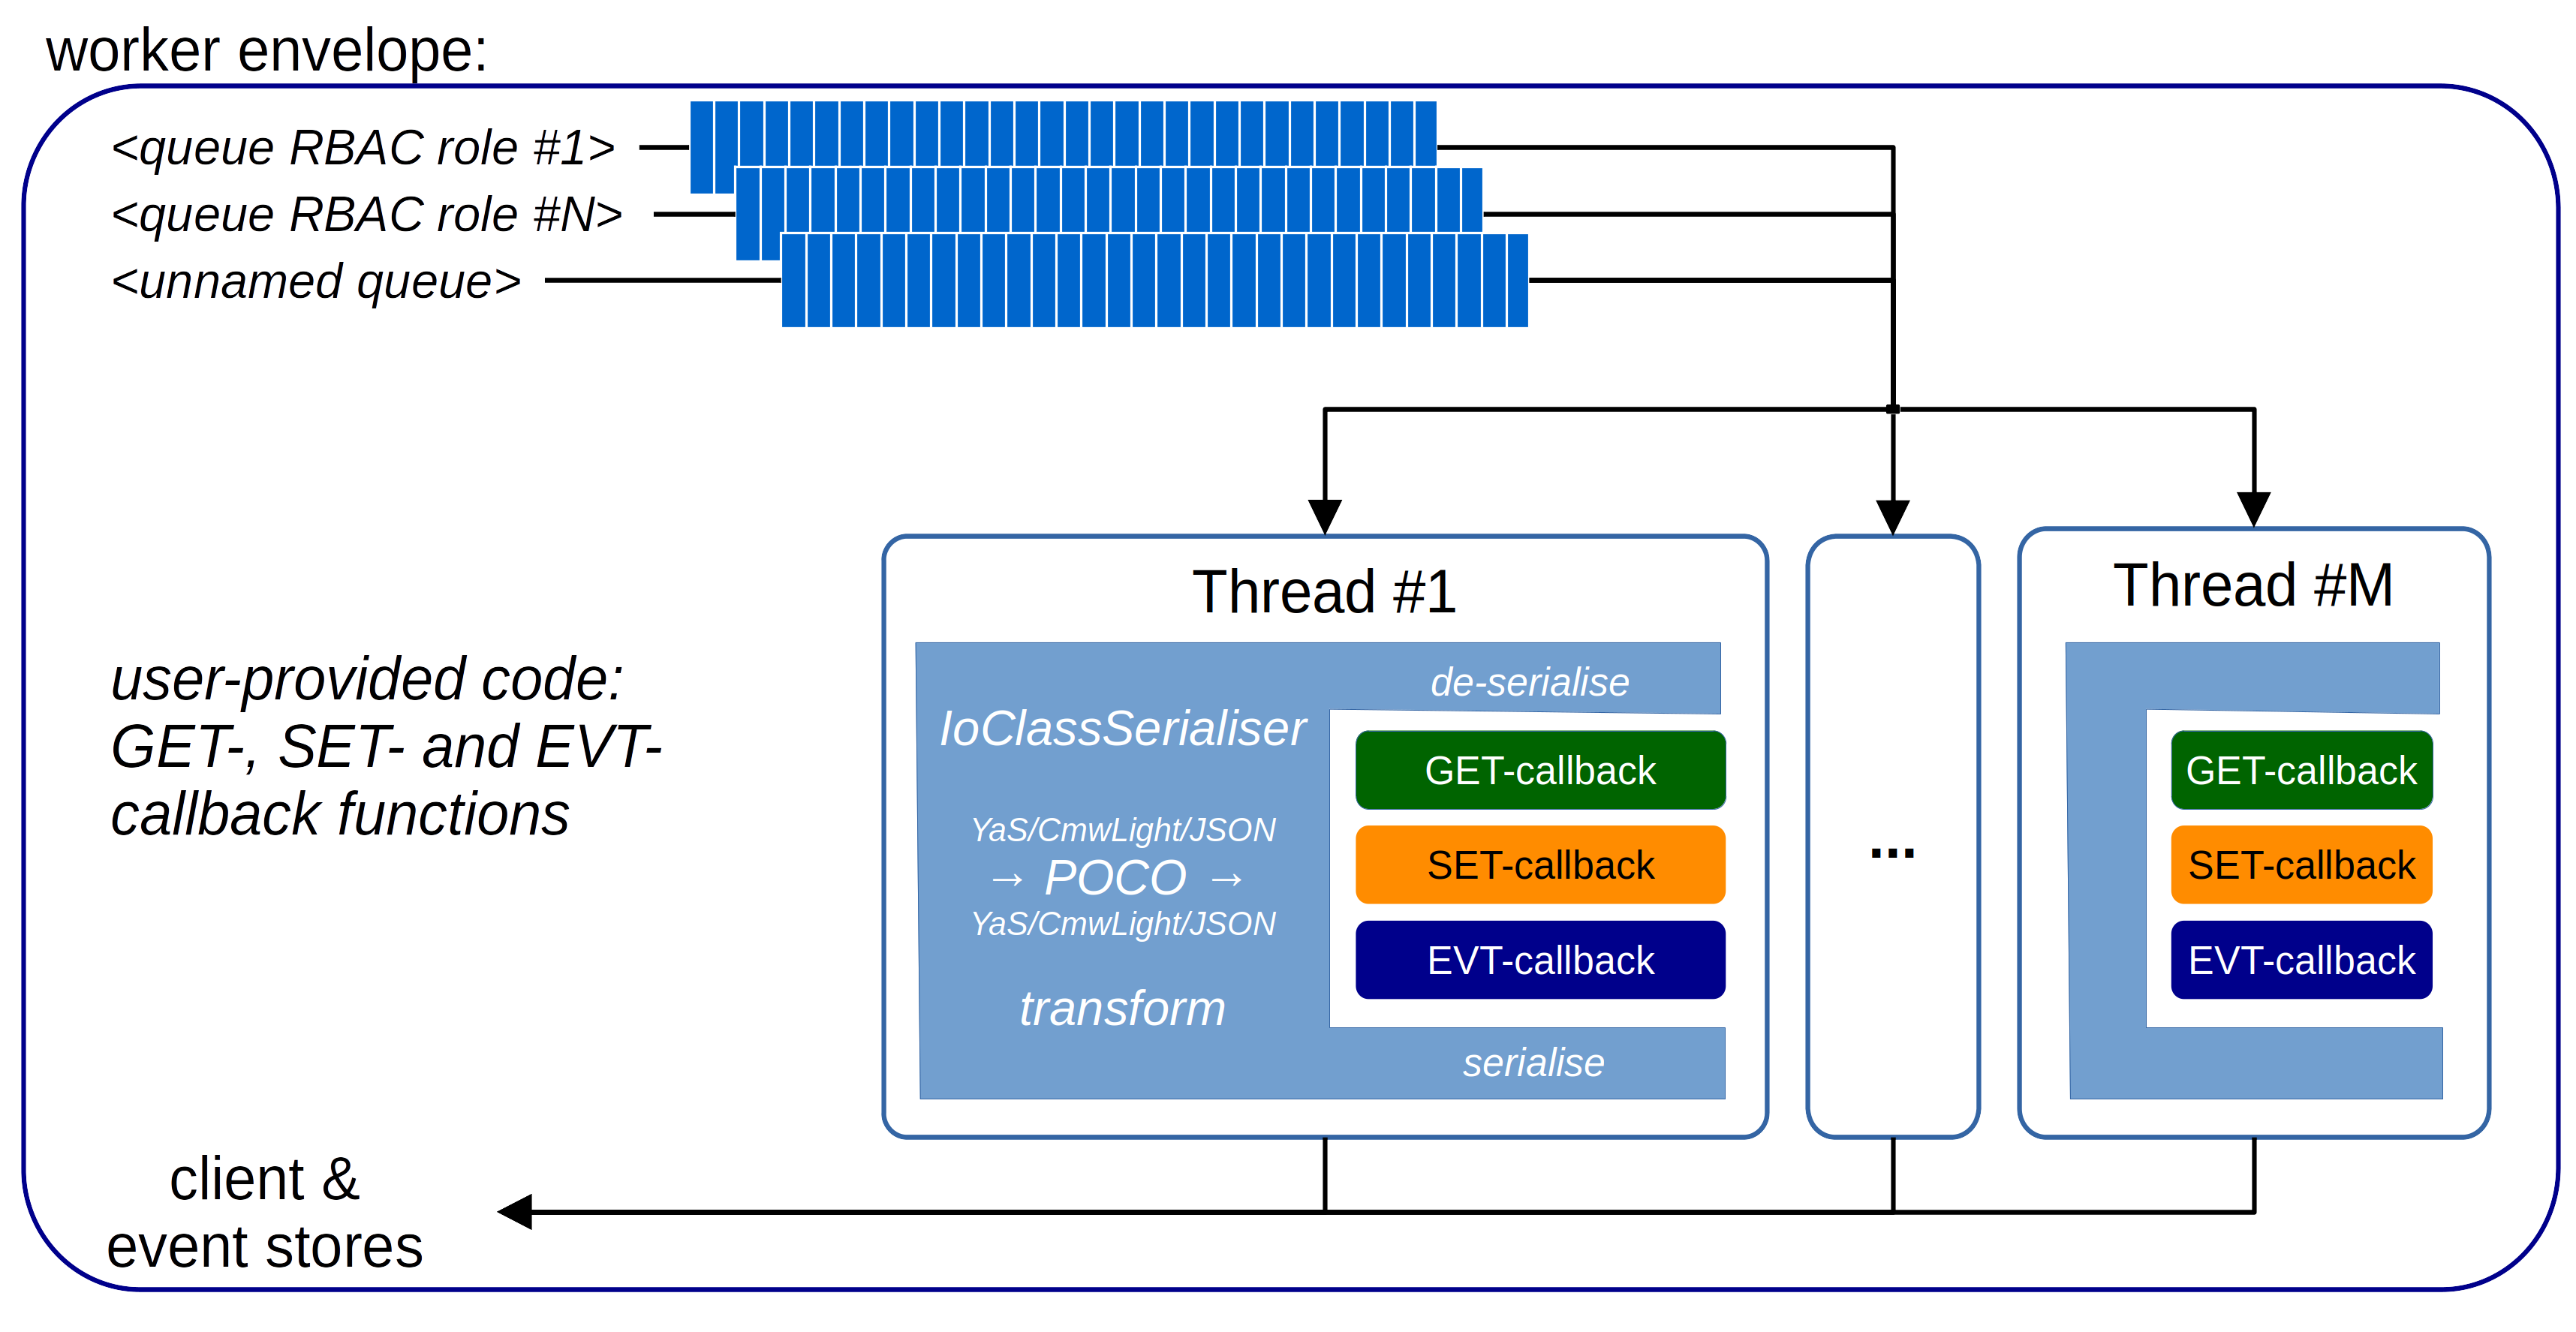 worker envelope:
<queue RBAC role #1>
<queue RBAC role #N>
<unnamed queue>
user-provided code:
GET-, SET- and EVT-
callback functions
Thread #1
de-serialise
IoClassSerialiser
YaS/CmwLight/JSON
→ POCO →
YaS/CmwLight/JSON
transform
GET-callback
SET-callback
EVT-callback
serialise
...
Thread #M
GET-callback
SET-callback
EVT-callback
client &
event stores